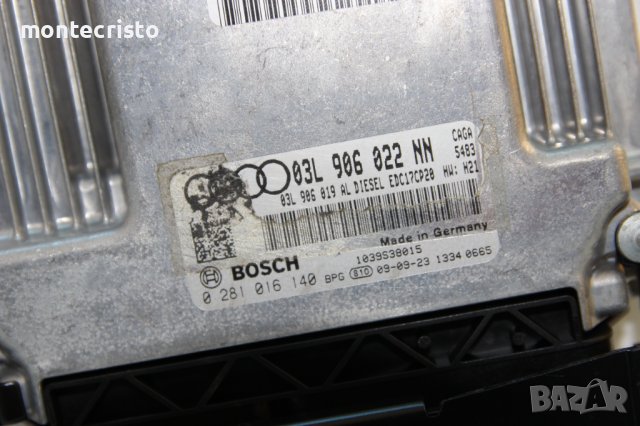 montecristo
03L 906 022 NN
CAGA
5483
03L 906 019 AL DIESEL EDC17CP20 HW: H21
Made in Germany
BOSCH 1039S38015
0 281 016 140 BPG 810 09-09-23 1334 0665
BAZAR